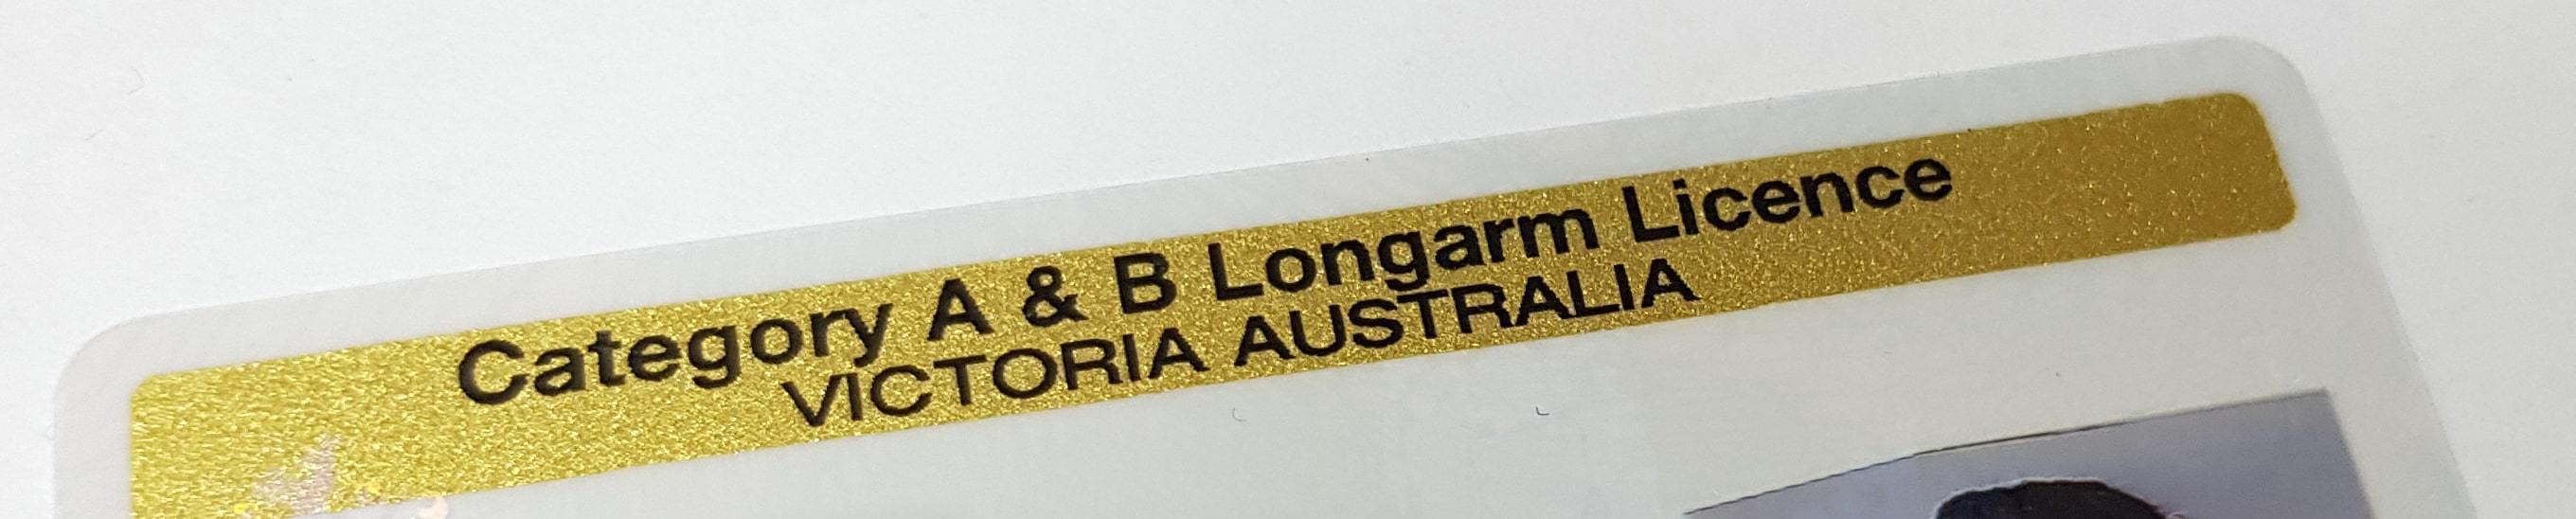 Category A & B Longarm Licence
VICTORIA AUSTRALIA